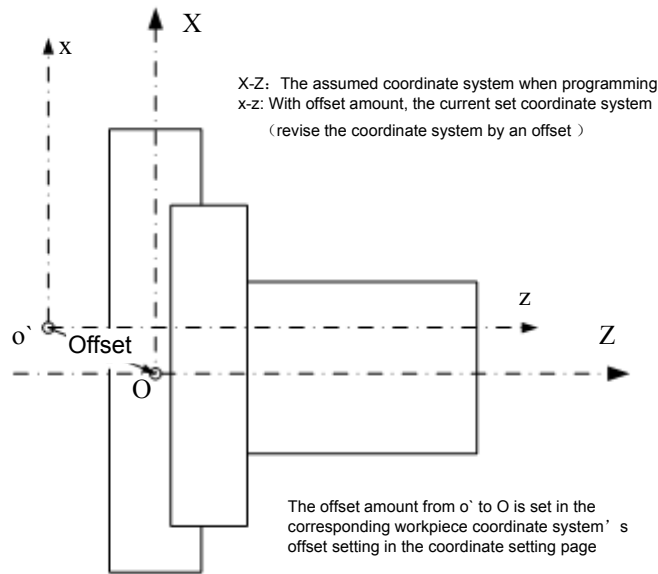 X
x
X-Z: The assumed coordinate system when programming
x-z: With offset amount, the current set coordinate system
（revise the coordinate system by an offset ）
z
Z
o`
Offset
O
The offset amount from o` to O is set in the
corresponding workpiece coordinate system’s
offset setting in the coordinate setting page